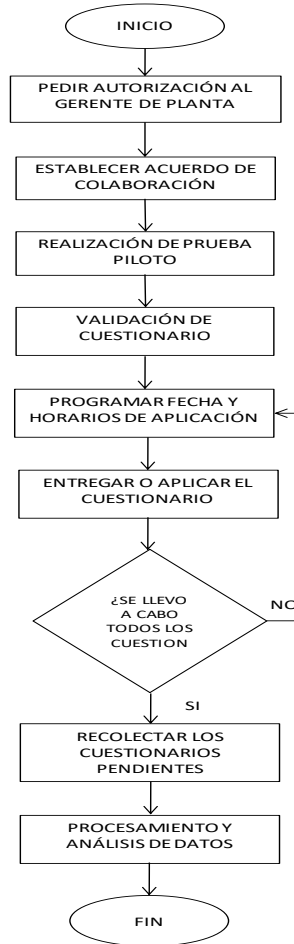 INICIO
PEDIR AUTORIZACIÓN AL
GERENTE DE PLANTA
ESTABLECER ACUERDO DE
COLABORACIÓN
REALIZACIÓN DE PRUEBA
PILOTO
VALIDACIÓN DE
CUESTIONARIO
PROGRAMAR FECHA Y
HORARIOS DE APLICACIÓN
ENTREGAR O APLICAR EL
CUESTIONARIO
¿SE LLEVO
A CABO
TODOS LOS
CUESTION
NO
SI
RECOLECTAR LOS
CUESTIONARIOS
PENDIENTES
PROCESAMIENTO Y
ANÁLISIS DE DATOS
FIN